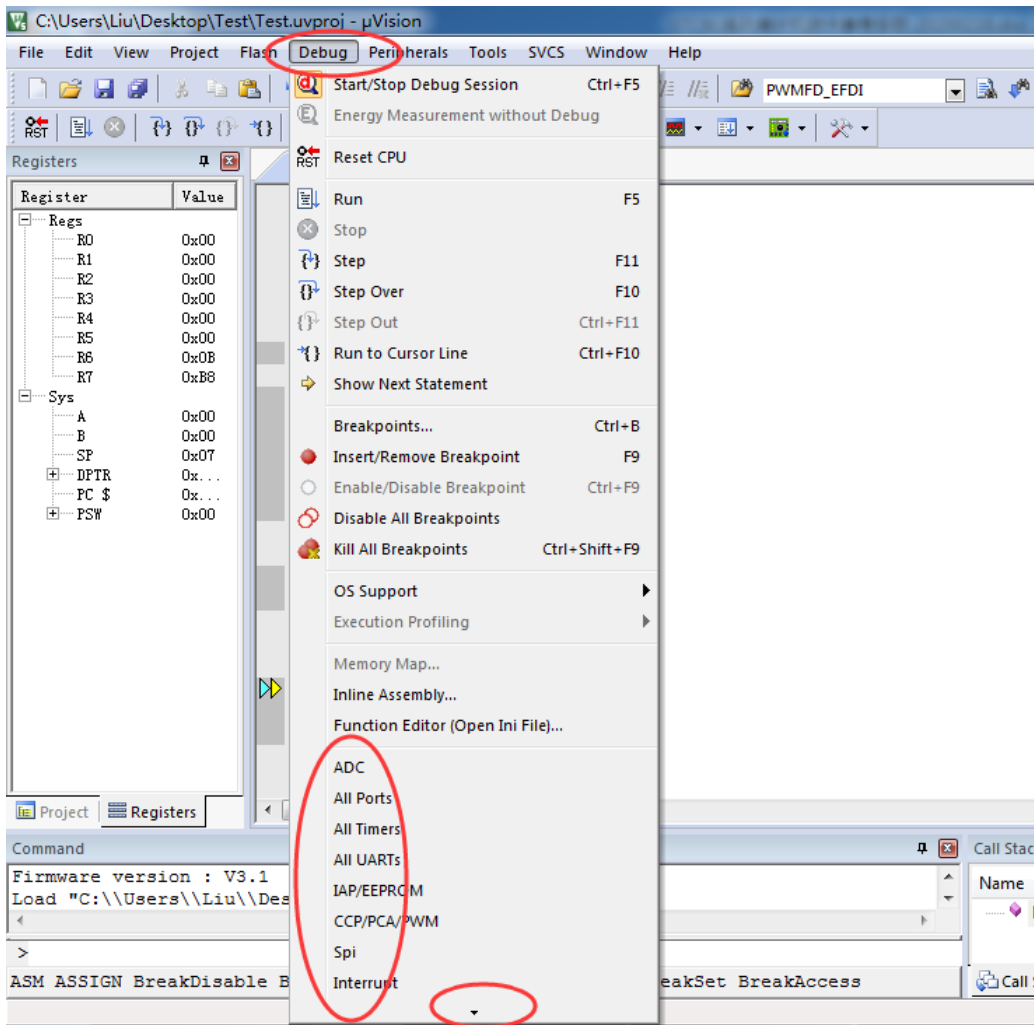 C:\Users\Liu\Desktop\Test\Test.uvproj - µVision
File Edit View Project Flash Debug Peripherals Tools SVCS Window Help
PWMFD_EFDI
RST
Registers
Register Value
Regs
R0 0x00
R1 0x00
R2 0x00
R3 0x00
R4 0x00
R5 0x00
R6 0x0B
R7 0xB8
Sys
A 0x00
B 0x00
SP 0x07
DPTR 0x...
PC $ 0x...
PSW 0x00
Project Registers
Start/Stop Debug Session Ctrl+F5
Energy Measurement without Debug
RST Reset CPU
Run F5
Stop
Step F11
Step Over F10
Step Out Ctrl+F11
Run to Cursor Line Ctrl+F10
Show Next Statement
Breakpoints... Ctrl+B
Insert/Remove Breakpoint F9
Enable/Disable Breakpoint Ctrl+F9
Disable All Breakpoints
Kill All Breakpoints Ctrl+Shift+F9
OS Support
Execution Profiling
Memory Map...
Inline Assembly...
Function Editor (Open Ini File)...
ADC
All Ports
All Timers
All UARTs
IAP/EEPROM
CCP/PCA/PWM
Spi
Interrupt
Command
Firmware version : V3.1
Load "C:\\Users\\Liu\\Des
>
ASM ASSIGN BreakDisable B
eakSet BreakAccess
Call Stac
Name
Call